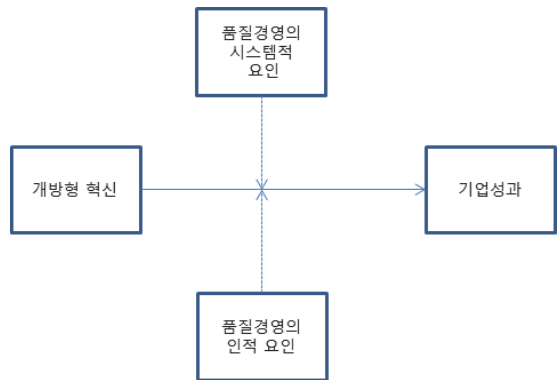 품질경영의
시스템적
요인
개방형 혁신
기업성과
품질경영의
인적 요인